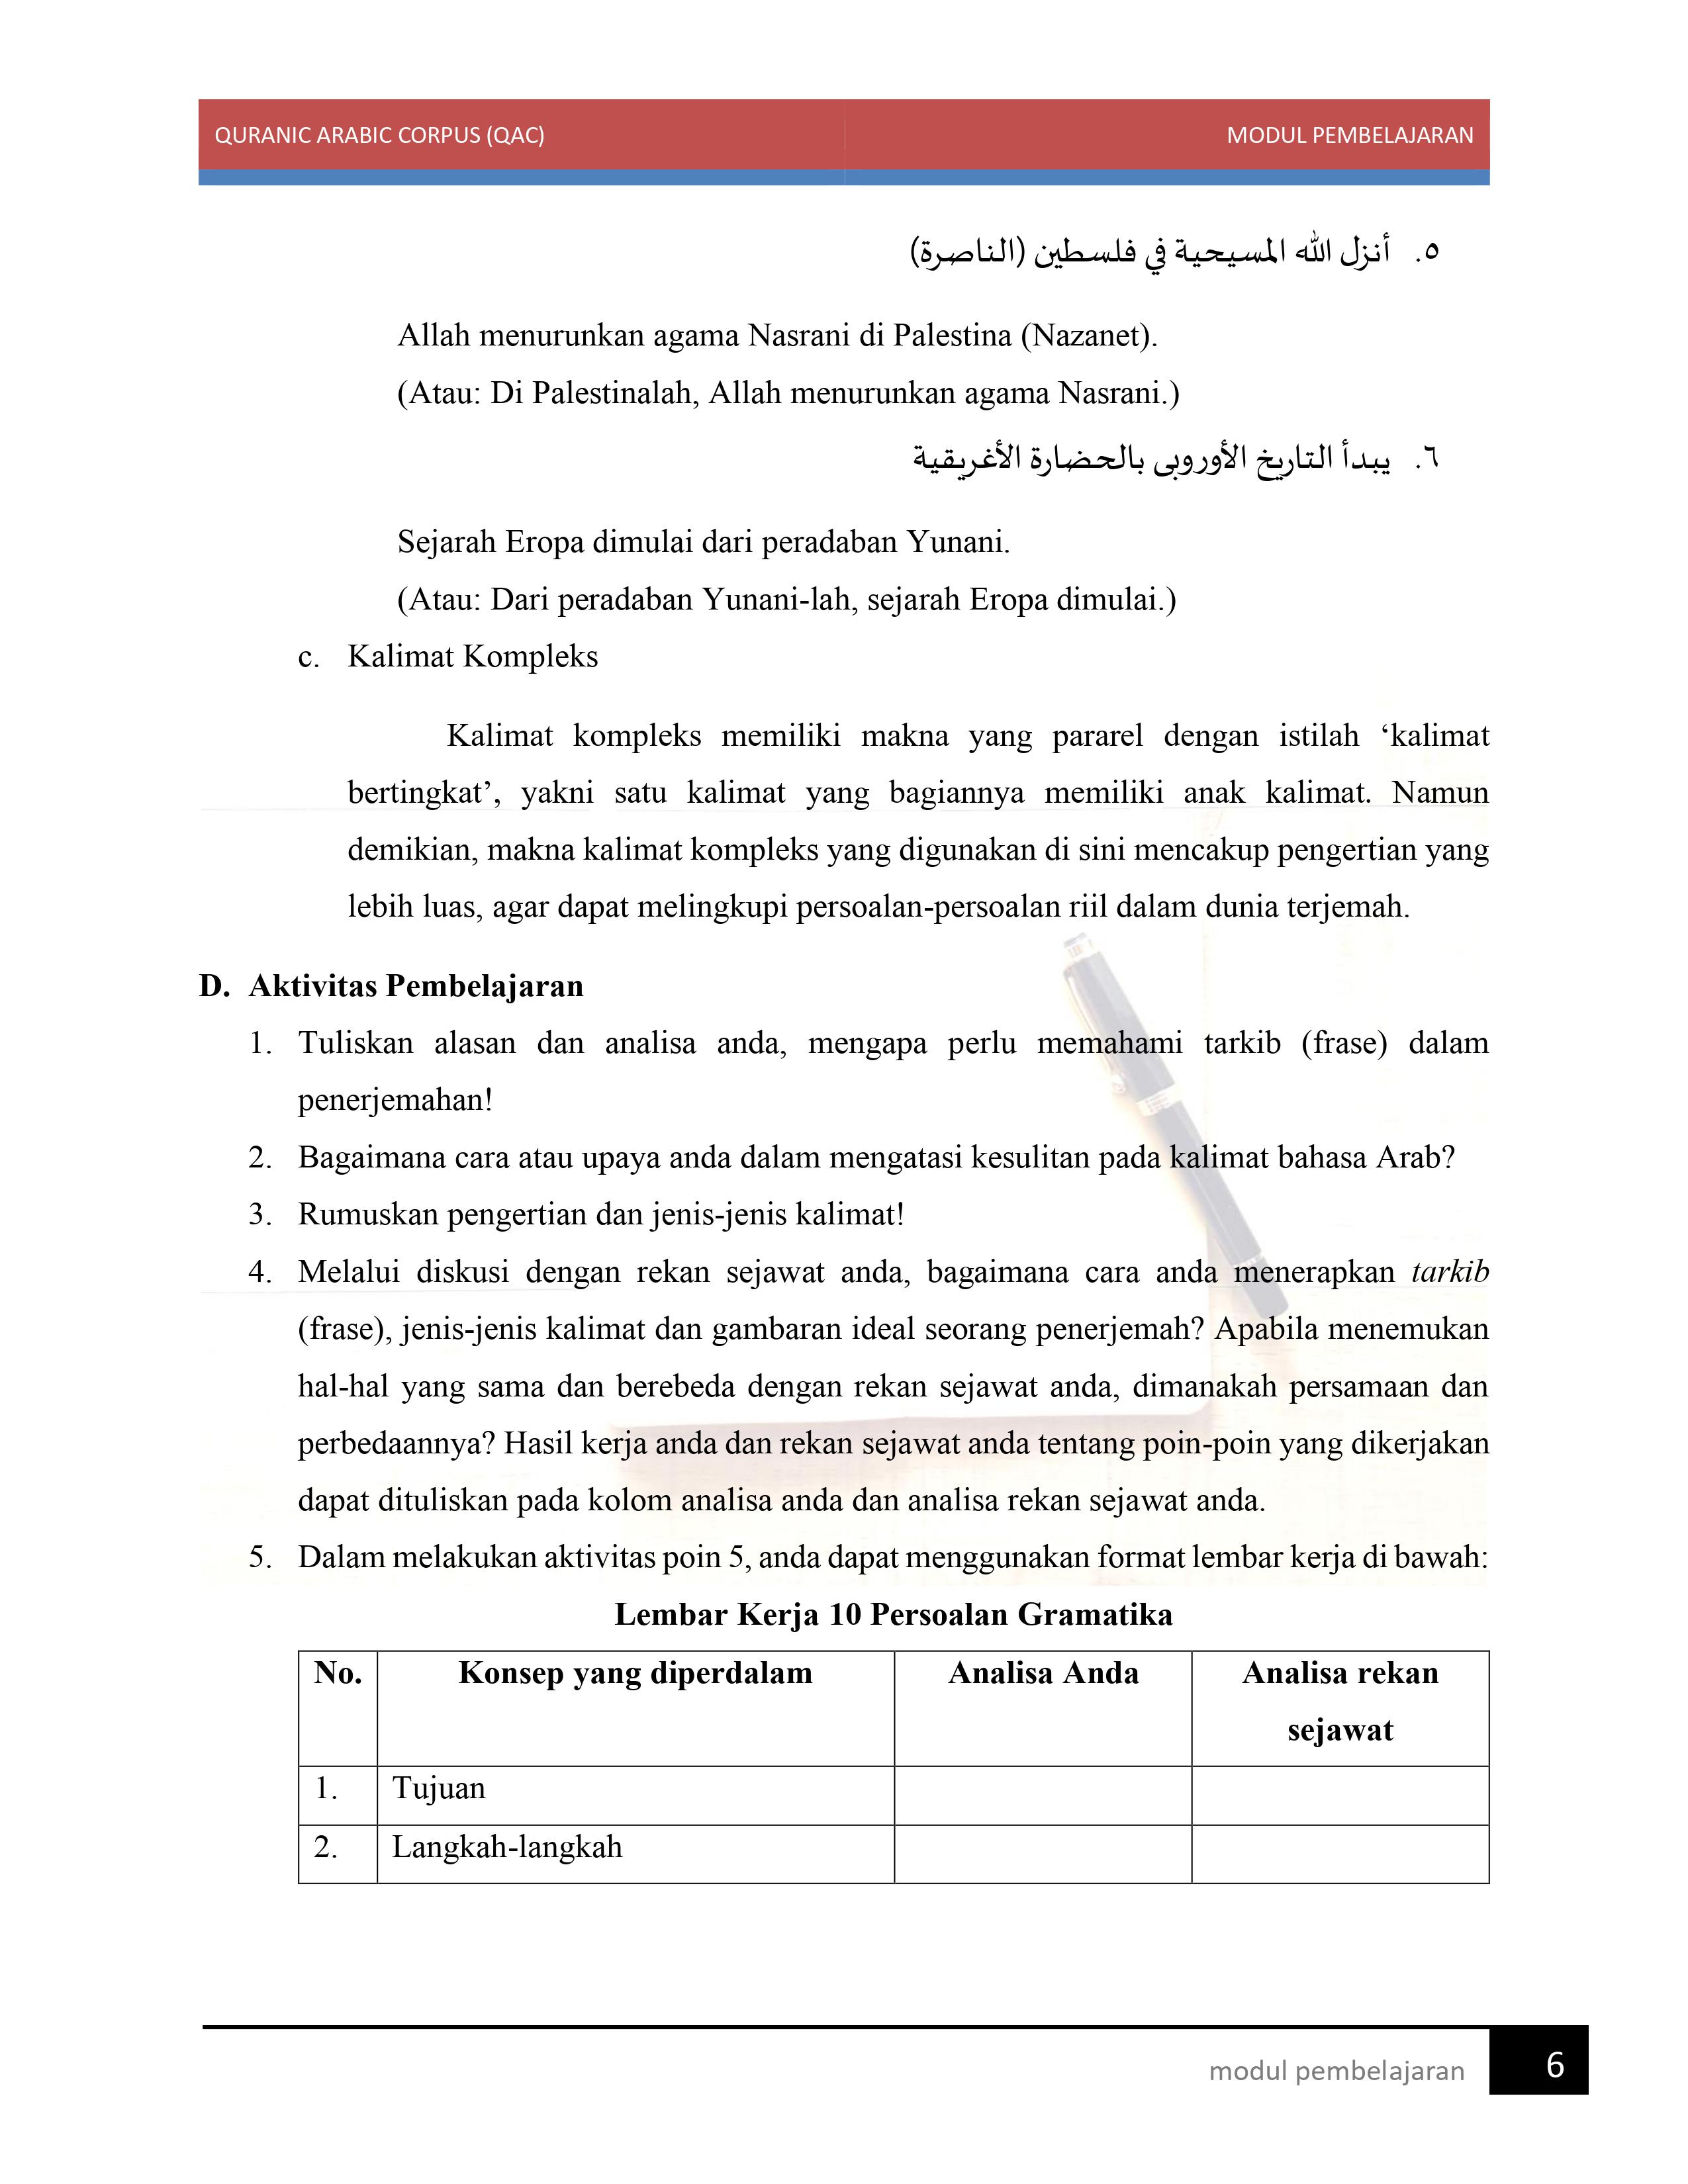 QURANIC ARABIC CORPUS (QAC) MODUL PEMBELAJARAN
٥. أنزل الله المسيحية في فلسطين (الناصرة)
Allah menurunkan agama Nasrani di Palestina (Nazanet).
(Atau: Di Palestinalah, Allah menurunkan agama Nasrani.)
٦. يبدأ التاريخ الأوروبى بالحضارة الأغريقية
Sejarah Eropa dimulai dari peradaban Yunani.
(Atau: Dari peradaban Yunani-lah, sejarah Eropa dimulai.)
c. Kalimat Kompleks
Kalimat kompleks memiliki makna yang pararel dengan istilah ‘kalimat
bertingkat’, yakni satu kalimat yang bagiannya memiliki anak kalimat. Namun
demikian, makna kalimat kompleks yang digunakan di sini mencakup pengertian yang
lebih luas, agar dapat melingkupi persoalan-persoalan riil dalam dunia terjemah.
D. Aktivitas Pembelajaran
1. Tuliskan alasan dan analisa anda, mengapa perlu memahami tarkib (frase) dalam
penerjemahan!
2. Bagaimana cara atau upaya anda dalam mengatasi kesulitan pada kalimat bahasa Arab?
3. Rumuskan pengertian dan jenis-jenis kalimat!
4. Melalui diskusi dengan rekan sejawat anda, bagaimana cara anda menerapkan tarkib
(frase), jenis-jenis kalimat dan gambaran ideal seorang penerjemah? Apabila menemukan
hal-hal yang sama dan berebeda dengan rekan sejawat anda, dimanakah persamaan dan
perbedaannya? Hasil kerja anda dan rekan sejawat anda tentang poin-poin yang dikerjakan
dapat dituliskan pada kolom analisa anda dan analisa rekan sejawat anda.
5. Dalam melakukan aktivitas poin 5, anda dapat menggunakan format lembar kerja di bawah:
Lembar Kerja 10 Persoalan Gramatika
No. Konsep yang diperdalam Analisa Anda Analisa rekan
sejawat
1. Tujuan
2. Langkah-langkah
modul pembelajaran 6